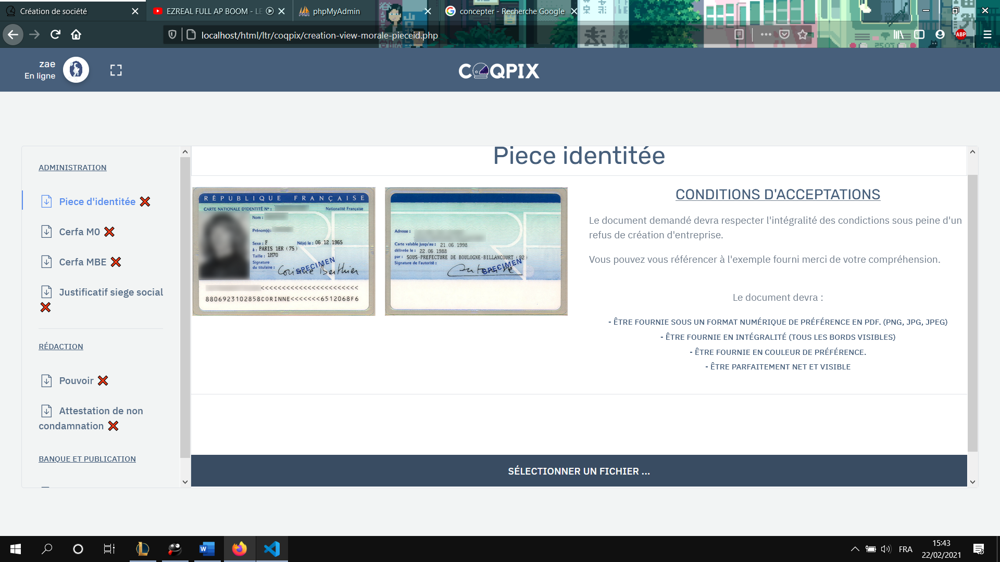 Création de société
EZREAL FULL AP BOOM - LE
phpMyAdmin
concepter - Recherche Google
localhost/html/ltr/coqpix/creation-view-morale-pieceid.php
ABP
zae
En ligne
COQPIX
ADMINISTRATION
Piece d'identitée
Cerfa M0
Cerfa MBE
Justificatif siege social
RÉDACTION
Pouvoir
Attestation de non
condamnation
BANQUE ET PUBLICATION
Piece identitée
RÉPUBLIQUE FRANÇAISE
CARTE NATIONALE D'IDENTITÉ Nº :
Nationalité Française
Nom :
Prénom(s) :
Sexe : F Né(e) le : 06.12.1965
à : PARIS 1ER (75)
Taille : 1M70
Signature
du titulaire :
Corinne Berthier
SPECIMEN
<<<<<<<<<<<<<<<<<<<<<<<<
8806923102858CORINNE<<<<<<<6512068F6
Adresse :
Carte valable jusqu'au : 21.06.1998
délivrée le : 22.06.1988
par : SOUS-PREFECTURE DE BOULOGNE-BILLANCOURT (92)
Signature de l'autorité :
SPECIMEN
CONDITIONS D'ACCEPTATIONS
Le document demandé devra respecter l'intégralité des condictions sous peine d'un
refus de création d'entreprise.
Vous pouvez vous référencer à l'exemple fourni merci de votre compréhension.
Le document devra :
- ÊTRE FOURNIE SOUS UN FORMAT NUMÉRIQUE DE PRÉFÉRENCE EN PDF. (PNG, JPG, JPEG)
- ÊTRE FOURNIE EN INTÉGRALITÉ (TOUS LES BORDS VISIBLES)
- ÊTRE FOURNIE EN COULEUR DE PRÉFÉRENCE.
- ÊTRE PARFAITEMENT NET ET VISIBLE
SÉLECTIONNER UN FICHIER ...
FRA
15:43
22/02/2021